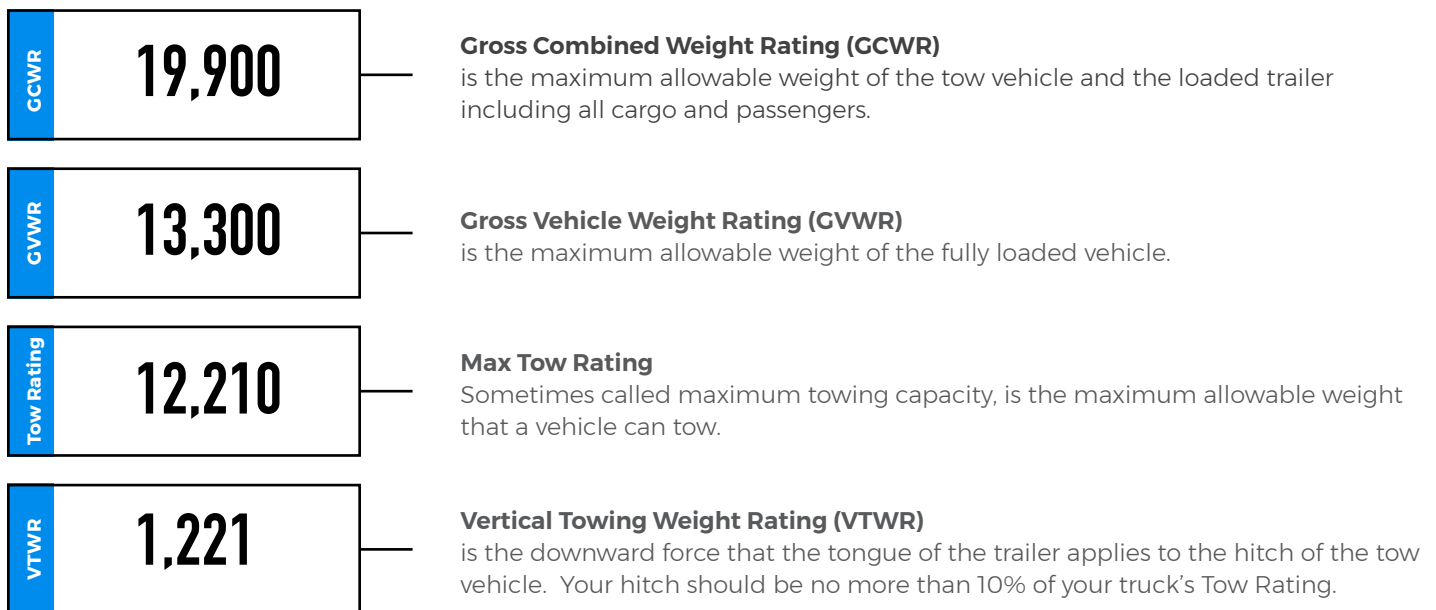 GCWR
19,900
Gross Combined Weight Rating (GCWR)
is the maximum allowable weight of the tow vehicle and the loaded trailer
including all cargo and passengers.
GVWR
13,300
Gross Vehicle Weight Rating (GVWR)
is the maximum allowable weight of the fully loaded vehicle.
Tow Rating
12,210
Max Tow Rating
Sometimes called maximum towing capacity, is the maximum allowable weight
that a vehicle can tow.
VTWR
1,221
Vertical Towing Weight Rating (VTWR)
is the downward force that the tongue of the trailer applies to the hitch of the tow
vehicle.  Your hitch should be no more than 10% of your truck's Tow Rating.